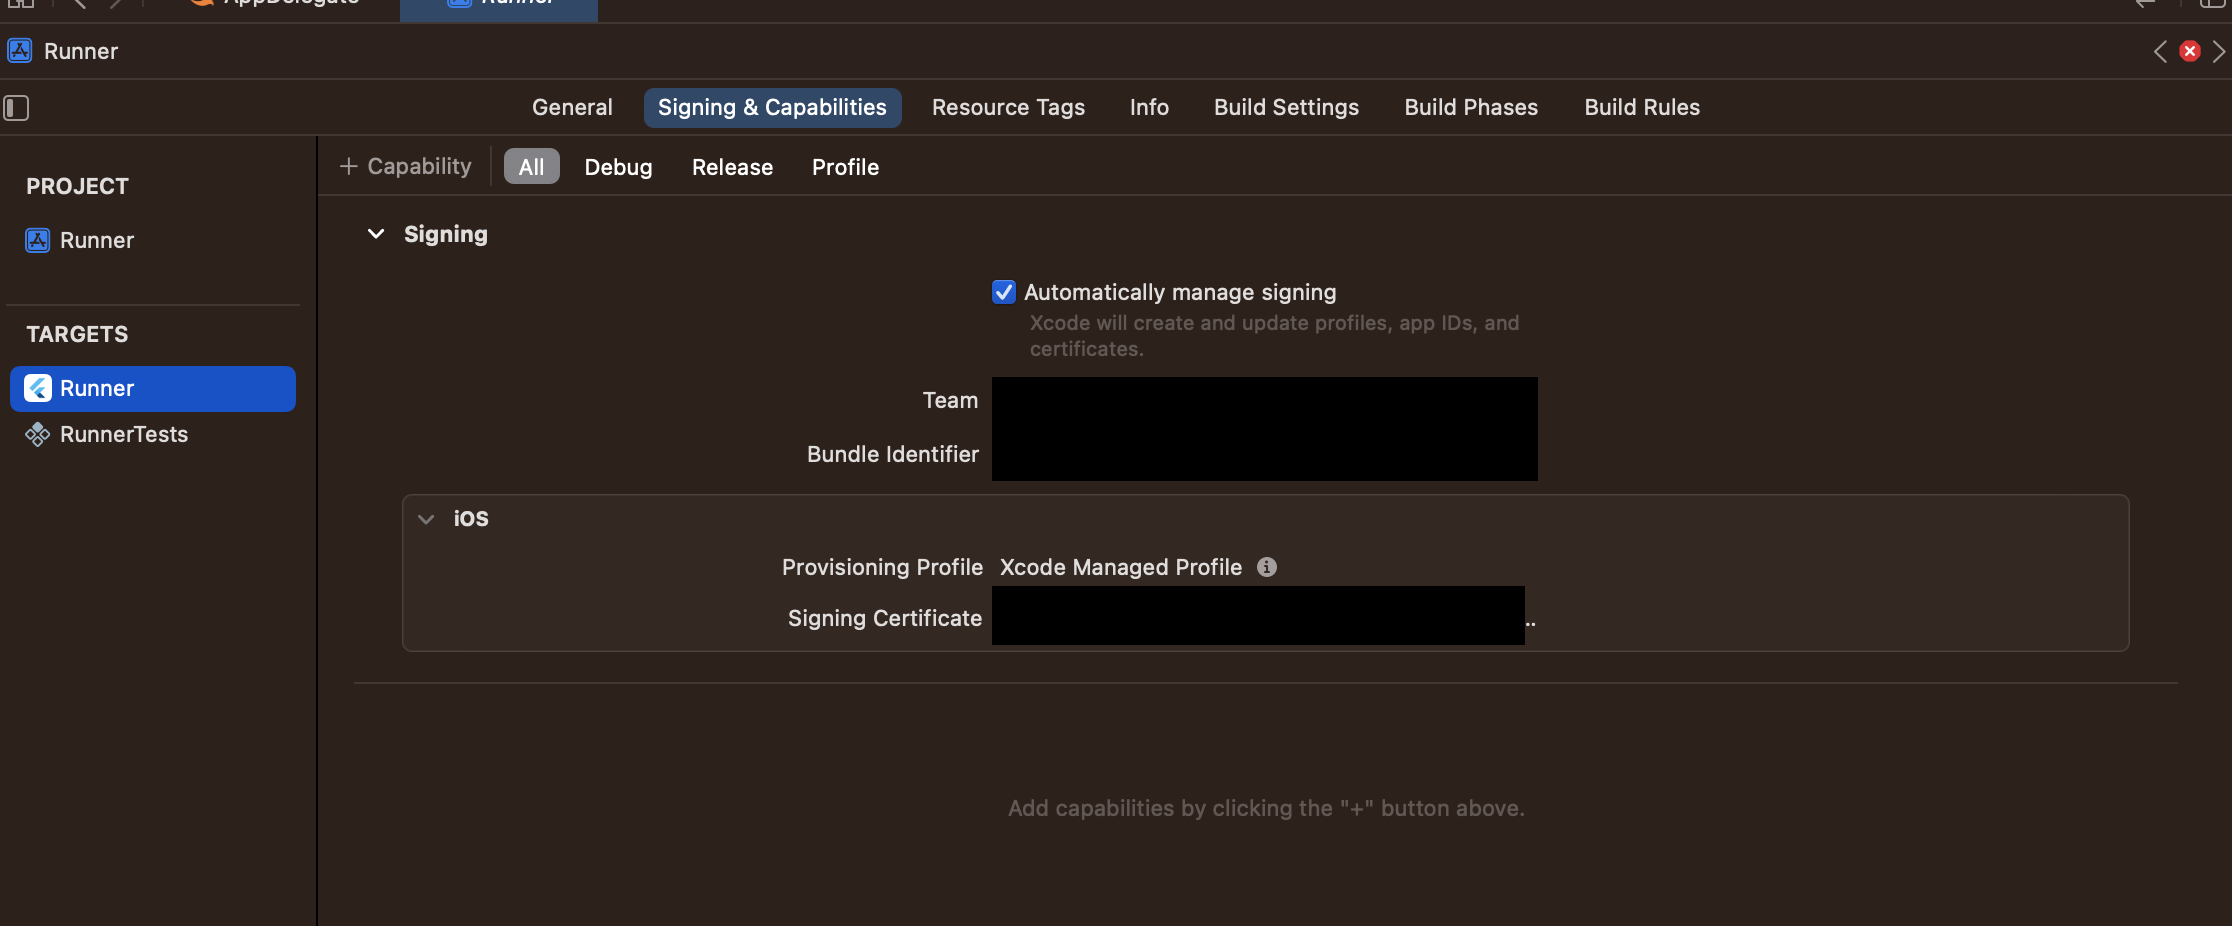 AppDelegate
Runner
Runner
General
Signing & Capabilities
Resource Tags
Info
Build Settings
Build Phases
Build Rules
+ Capability
All
Debug
Release
Profile
PROJECT
Runner
TARGETS
Runner
RunnerTests
Signing
Automatically manage signing
Xcode will create and update profiles, app IDs, and
certificates.
Team
Bundle Identifier
iOS
Provisioning Profile
Xcode Managed Profile
Signing Certificate
..
Add capabilities by clicking the "+" button above.